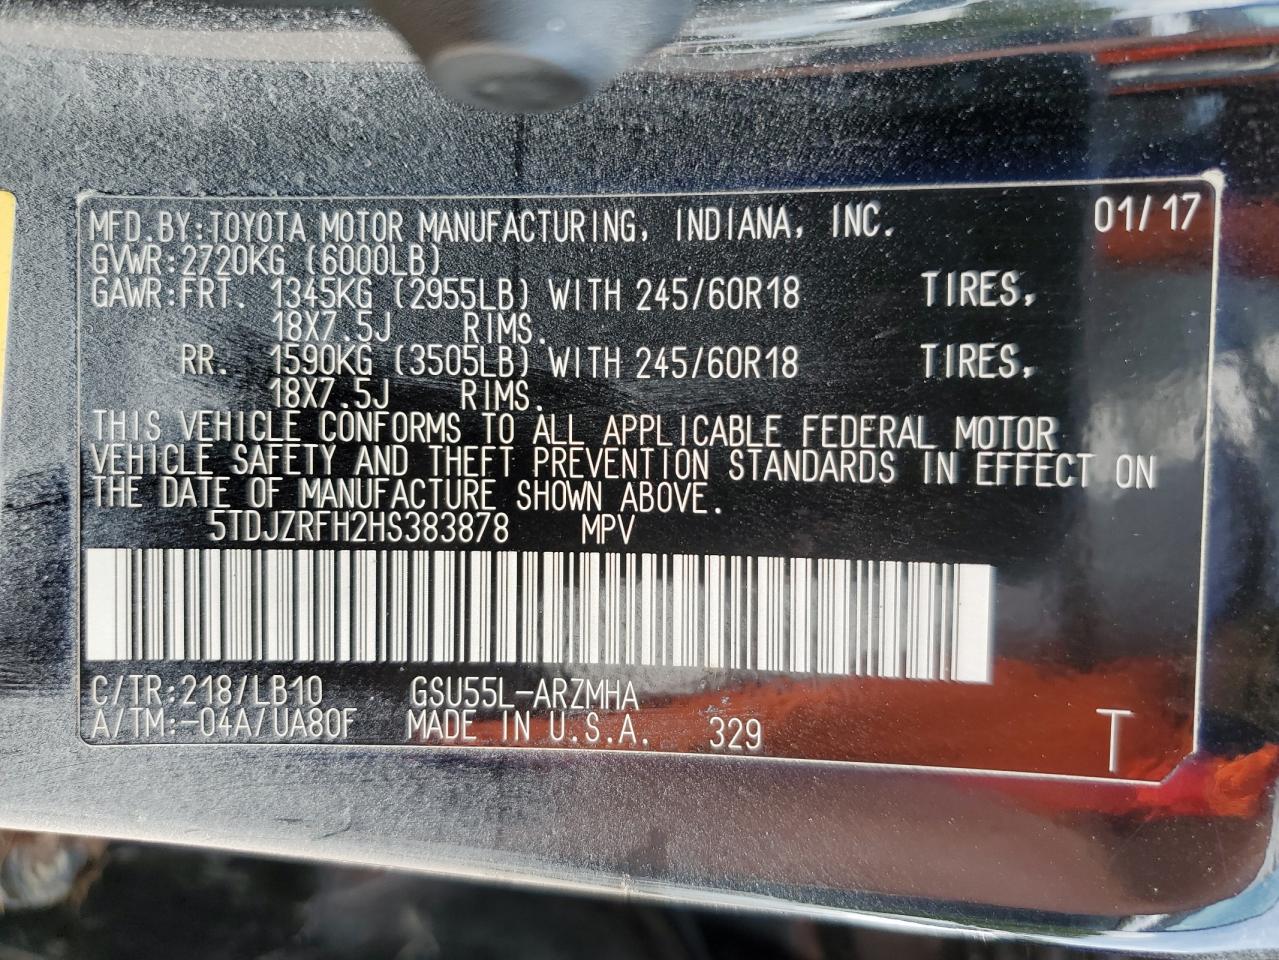 MFD.BY:TOYOTA MOTOR MANUFACTURING, INDIANA, INC. 01/17
GVWR:2720KG (6000LB)
GAWR:FRT. 1345KG (2955LB) WITH 245/60R18 TIRES,
18X7.5J RIMS.
RR. 1590KG (3505LB) WITH 245/60R18 TIRES,
18X7.5J RIMS.
THIS VEHICLE CONFORMS TO ALL APPLICABLE FEDERAL MOTOR
VEHICLE SAFETY AND THEFT PREVENTION STANDARDS IN EFFECT ON
THE DATE OF MANUFACTURE SHOWN ABOVE.
5TDJZRFH2HS383878 MPV
C/TR:218/LB10 GSU55L-ARZMHA
A/TM:-04A/UA80F MADE IN U.S.A. 329 T